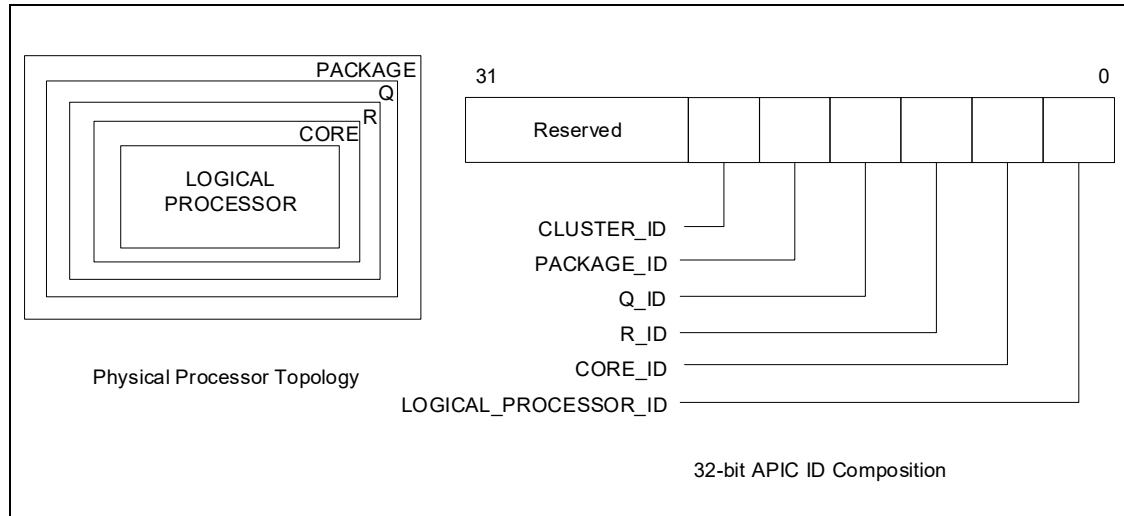 PACKAGE
Q
R
CORE
LOGICAL
PROCESSOR
Physical Processor Topology
31 0
Reserved
CLUSTER_ID
PACKAGE_ID
Q_ID
R_ID
CORE_ID
LOGICAL_PROCESSOR_ID
32-bit APIC ID Composition